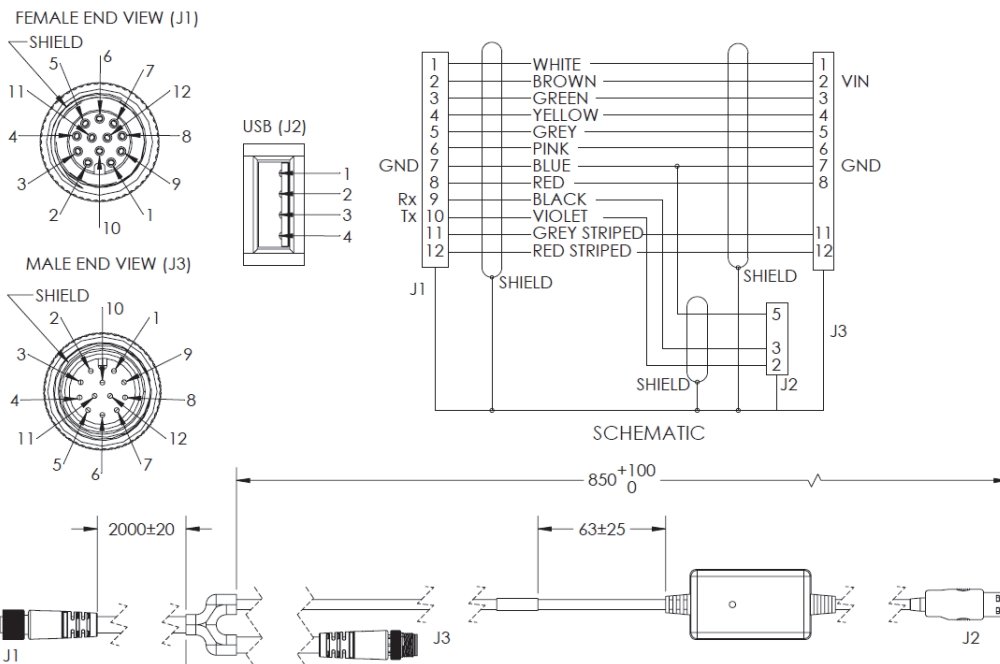 FEMALE END VIEW (J1)
SHIELD
5
6
7
11
12
4
8
3
9
2
1
10
USB (J2)
1
2
3
4
MALE END VIEW (J3)
SHIELD
10
2
1
3
9
4
8
11
12
5
7
6
1 WHITE 1
2 BROWN 2 VIN
3 GREEN 3
4 YELLOW 4
5 GREY 5
6 PINK 6
GND 7 BLUE 7 GND
8 RED 8
Rx 9 BLACK
Tx 10 VIOLET
11 GREY STRIPED 11
12 RED STRIPED 12
J1
SHIELD
SHIELD
J3
5
3
2
SHIELD
J2
SCHEMATIC
850 +100 0
2000±20
63±25
J1
J3
J2